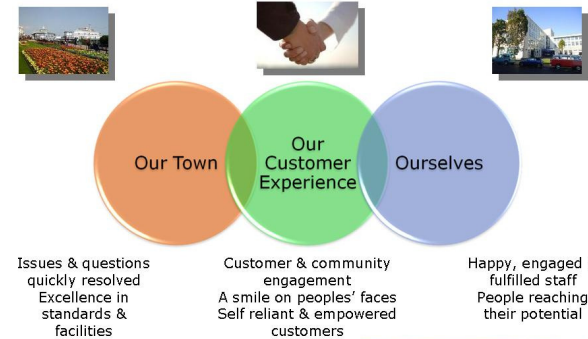 Our Town
Our
Customer
Experience
Ourselves
Issues & questions
quickly resolved
Excellence in
standards &
facilities
Customer & community
engagement
A smile on peoples’ faces
Self reliant & empowered
customers
Happy, engaged
fulfilled staff
People reaching
their potential